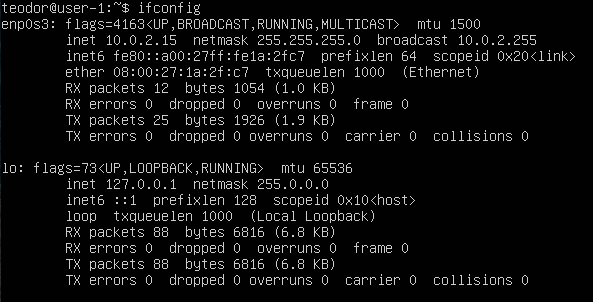 teodor@user-1:~$ ifconfig
enp0s3: flags=4163<UP,BROADCAST,RUNNING,MULTICAST>  mtu 1500
        inet 10.0.2.15  netmask 255.255.255.0  broadcast 10.0.2.255
        inet6 fe80::a00:27ff:fe1a:2fc7  prefixlen 64  scopeid 0x20<link>
        ether 08:00:27:1a:2f:c7  txqueuelen 1000  (Ethernet)
        RX packets 12  bytes 1054 (1.0 KB)
        RX errors 0  dropped 0  overruns 0  frame 0
        TX packets 25  bytes 1926 (1.9 KB)
        TX errors 0  dropped 0 overruns 0  carrier 0  collisions 0
lo: flags=73<UP,LOOPBACK,RUNNING>  mtu 65536
        inet 127.0.0.1  netmask 255.0.0.0
        inet6 ::1  prefixlen 128  scopeid 0x10<host>
        loop  txqueuelen 1000  (Local Loopback)
        RX packets 88  bytes 6816 (6.8 KB)
        RX errors 0  dropped 0  overruns 0  frame 0
        TX packets 88  bytes 6816 (6.8 KB)
        TX errors 0  dropped 0 overruns 0  carrier 0  collisions 0